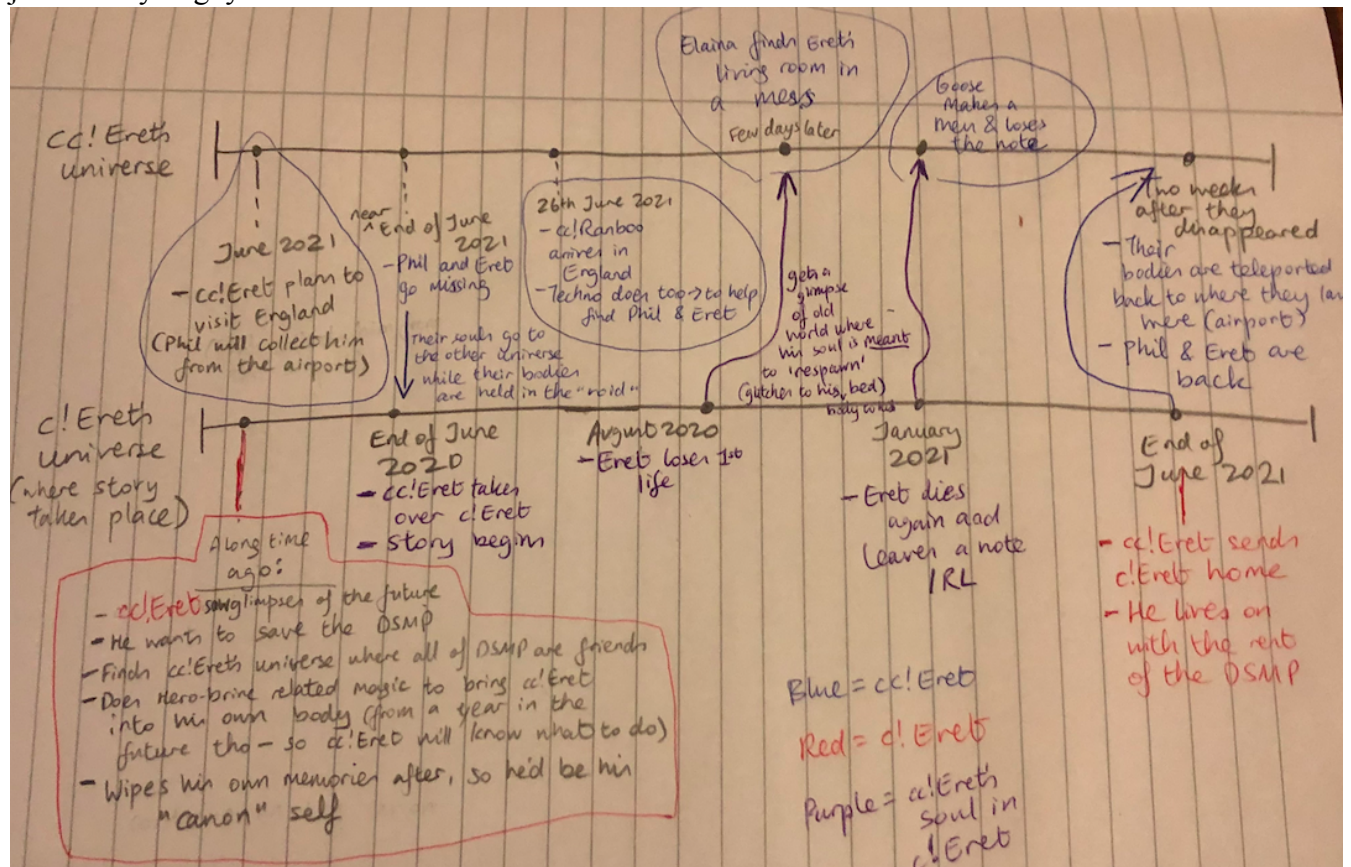 Elaina finds Eret's
living room in
a mess
Few days later
Goose
Makes a
men & loses
the note
cc! Eret's
universe
June 2021
- cc!Eret plans to
visit England
(Phil will collect him
from the airport)
near
^End of June
2021
- Phil and Eret
go missing
Their souls go to
the other universe
while their bodies
are held in the "void"
26th June 2021
- cc!Ranboo
arrives in
England
- Techno does too → to help
find Phil & Eret
gets a
glimpse
of old
world where
his soul is meant
to 'respawn'
(glitches to his bed)
Two weeks
after they
disappeared
- Their
bodies are teleported
back to where they
were (airport)
- Phil & Eret are
back
c! Eret's
universe
(where story
takes place)
End of June
2020
- cc!Eret takes
over c!Eret
- Story begins
August 2020
- Eret loses 1st
life
January
2021
- Eret dies
again and
leaves a note
IRL
End of
June 2021
- cc!Eret sends
c!Eret home
- He lives on
with the rest
of the DSMP
A long time
ago:
- cc!Eret saw glimpses of the future
- He wants to save the DSMP
- Finds cc!Eret's universe where all of DSMP are friends
- Does Hero-brine related magic to bring cc!Eret
into his own body (from a year in the
future tho - so cc!Eret will know what to do)
- Wipes his own memories after, so he'd be his
"canon" self
Blue = cc! Eret
Red = c! Eret
Purple = cc!Eret's
soul in
c!Eret